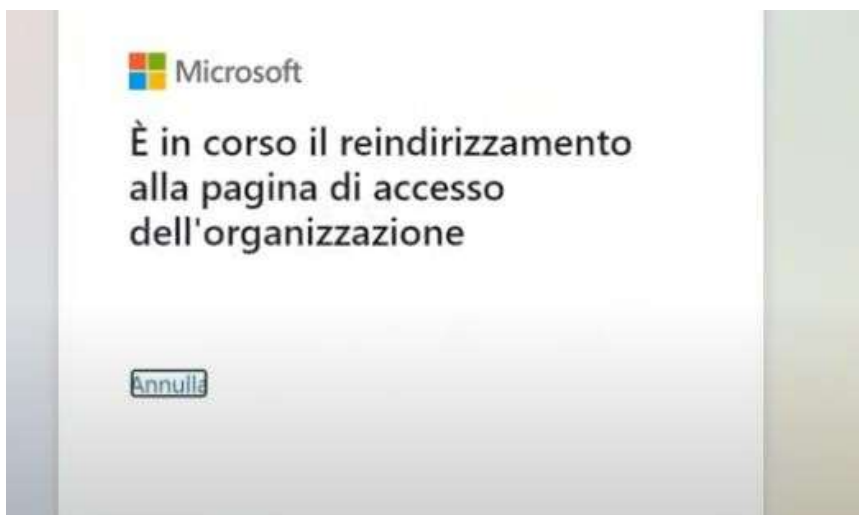 Microsoft
È in corso il reindirizzamento
alla pagina di accesso
dell'organizzazione
Annulla